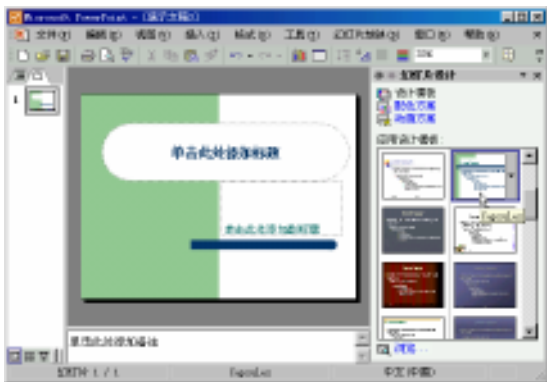 Microsoft PowerPoint - [演示文稿2]
文件(F) 编辑(E) 视图(V) 插入(I) 格式(O) 工具(T) 幻灯片放映(D) 窗口(W) 帮助(H)
33%
幻灯片设计
1
设计模板
配色方案
动画方案
应用设计模板:
单击此处添加标题
单击此处添加副标题
Capsules
单击此处添加备注
浏览...
幻灯片 1 / 1 Capsules 中文(中国)